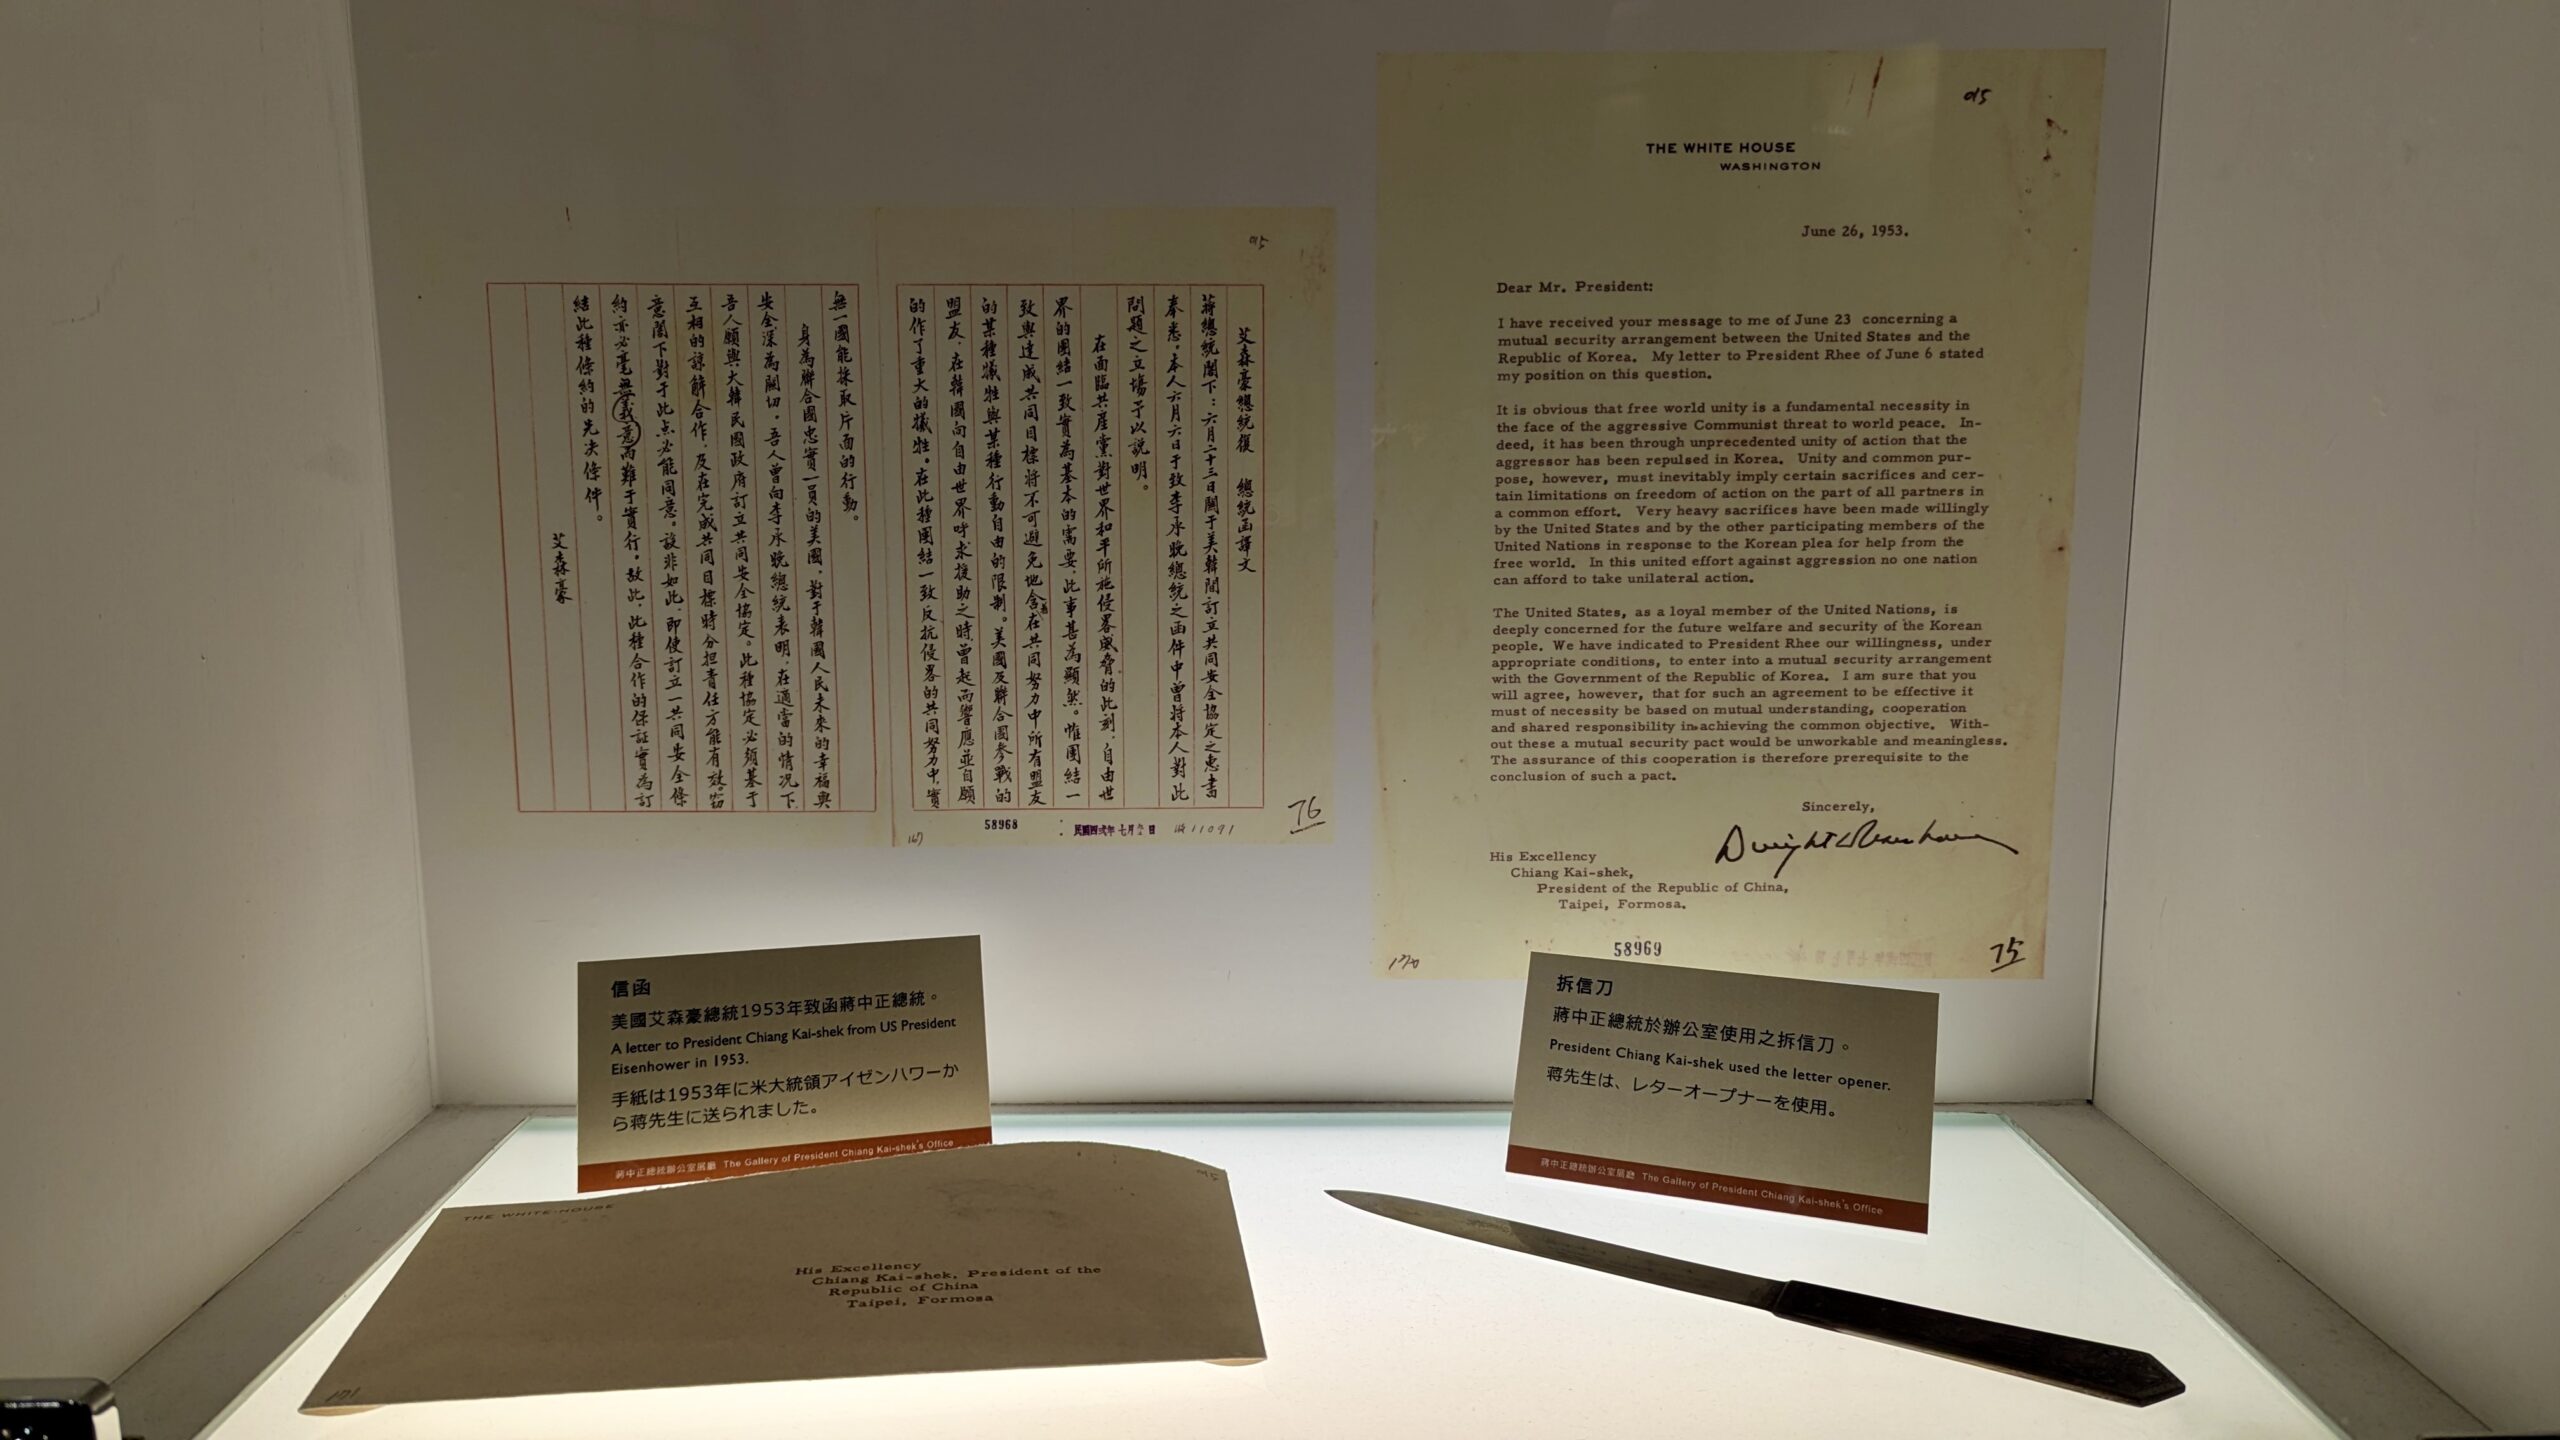 艾森豪總統復 總統函譯文
蔣總統閣下：六月二十三日關于美韓間訂立共同安全協定之惠書
奉悉。本人六月六日于致李承晚總統之函件中曾將本人對此
問題之立場予以說明。
在面臨共產黨對世界和平所施侵畧威脅的此刻，自由世
界的團結一致實為基本的需要，此事甚為顯然。惟團結一
致與達成共同目標將不可避免地含在共同努力中所有盟友
的某種犧牲與某種行動自由的限制。美國及聯合國參戰的
盟友，在韓國向自由世界呼求援助之時，曾起而響應並自願
的作了重大的犧牲。在此種團結一致反抗侵畧的共同努力中，實
無一國能採取片面的行動。
身為聯合國忠實一員的美國，對于韓國人民未來的幸福與
安全深為關切。吾人曾向李承晚總統表明，在適當的情況下
吾人願與大韓民國政府訂立共同安全協定。此種協定必須基于
互相的諒解合作，及在完成共同目標時分担責任方能有效。竊
意閣下對于此点必能同意。設非如此，即使訂立一共同安全條
約亦必毫無義意而難于實行。故此，此種合作的保証實為訂
結此種條約的先决條件。
艾森豪
58968
民國四弍年七月 日
11091
76
167
THE WHITE HOUSE
WASHINGTON
June 26, 1953.
Dear Mr. President:
I have received your message to me of June 23 concerning a
mutual security arrangement between the United States and the
Republic of Korea. My letter to President Rhee of June 6 stated
my position on this question.
It is obvious that free world unity is a fundamental necessity in
the face of the aggressive Communist threat to world peace. In-
deed, it has been through unprecedented unity of action that the
aggressor has been repulsed in Korea. Unity and common pur-
pose, however, must inevitably imply certain sacrifices and cer-
tain limitations on freedom of action on the part of all partners in
a common effort. Very heavy sacrifices have been made willingly
by the United States and by the other participating members of the
United Nations in response to the Korean plea for help from the
free world. In this united effort against aggression no one nation
can afford to take unilateral action.
The United States, as a loyal member of the United Nations, is
deeply concerned for the future welfare and security of the Korean
people. We have indicated to President Rhee our willingness, under
appropriate conditions, to enter into a mutual security arrangement
with the Government of the Republic of Korea. I am sure that you
will agree, however, that for such an agreement to be effective it
must of necessity be based on mutual understanding, cooperation
and shared responsibility in achieving the common objective. With-
out these a mutual security pact would be unworkable and meaningless.
The assurance of this cooperation is therefore prerequisite to the
conclusion of such a pact.
Sincerely,
Dwight D Eisenhower
His Excellency
Chiang Kai-shek,
President of the Republic of China,
Taipei, Formosa.
58969
75
170
信函
美國艾森豪總統1953年致函蔣中正總統。
A letter to President Chiang Kai-shek from US President
Eisenhower in 1953.
手紙は1953年に米大統領アイゼンハワーか
ら蒋先生に送られました。
蔣中正總統辦公室展廳 The Gallery of President Chiang Kai-shek's Office
拆信刀
蔣中正總統於辦公室使用之拆信刀。
President Chiang Kai-shek used the letter opener.
蒋先生は、レターオープナーを使用。
蔣中正總統辦公室展廳 The Gallery of President Chiang Kai-shek's Office
THE WHITE HOUSE
His Excellency
Chiang Kai-shek, President of the
Republic of China
Taipei, Formosa
171